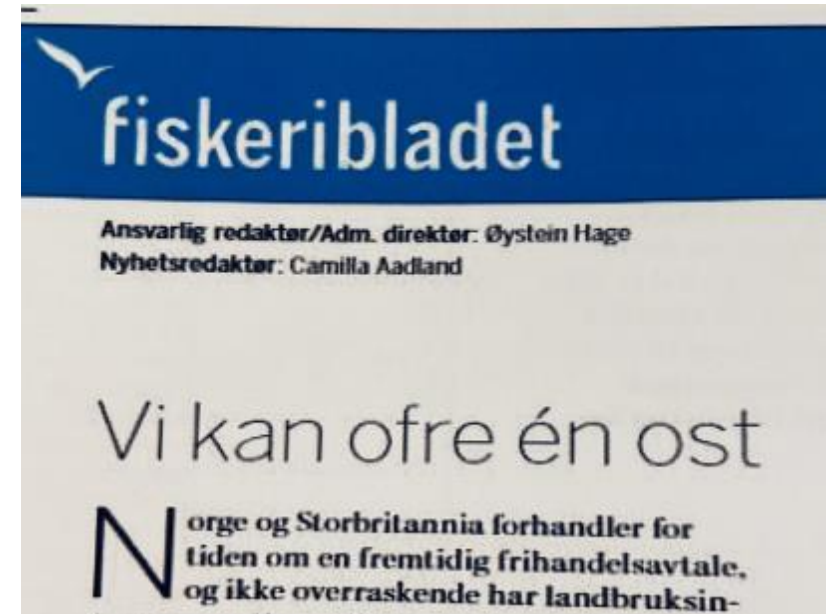 fiskeribladet
Ansvarlig redaktør/Adm. direktør: Øystein Hage
Nyhetsredaktør: Camilla Aadland
Vi kan ofre én ost
Norge og Storbritannia forhandler for
tiden om en fremtidig frihandelsavtale,
og ikke overraskende har landbruksin-